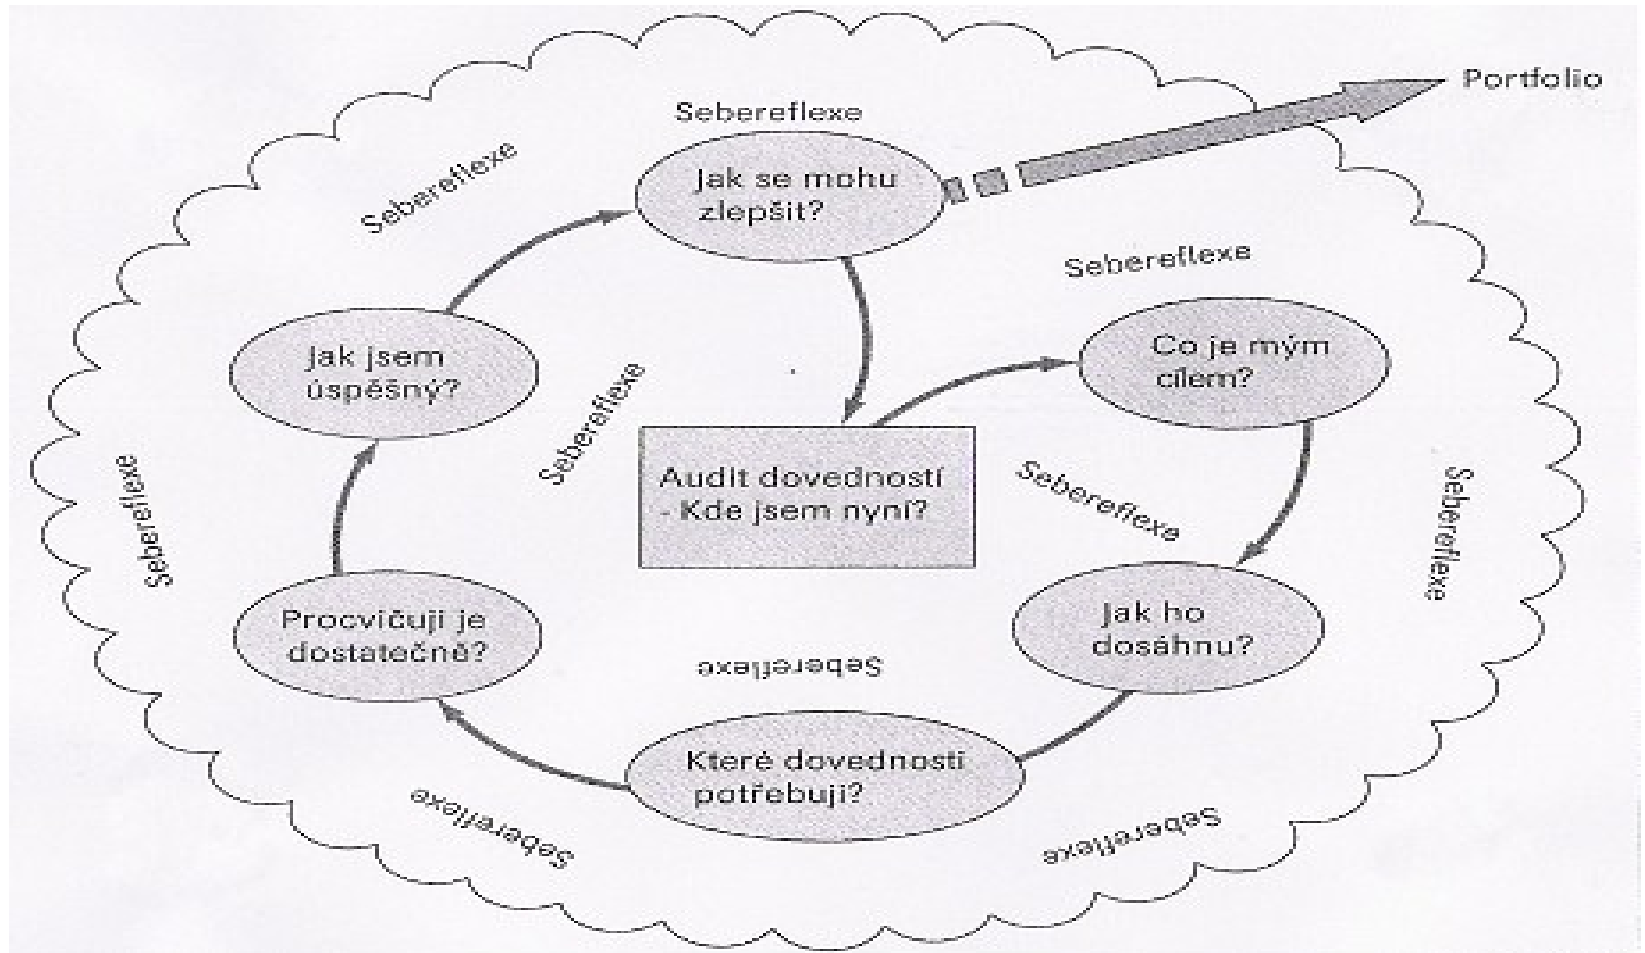 Portfolio
Sebereflexe
Sebereflexe
Jak se mohu
zlepšit?
Sebereflexe
Jak jsem
úspěšný?
Co je mým
cílem?
Sebereflexe
Audit dovedností
- Kde jsem nyní?
Sebereflexe
Sebereflexe
Sebereflexe
Procvičuji je
dostatečně?
Jak ho
dosáhnu?
Sebereflexe
Které dovednosti
potřebuji?
Sebereflexe
Sebereflexe